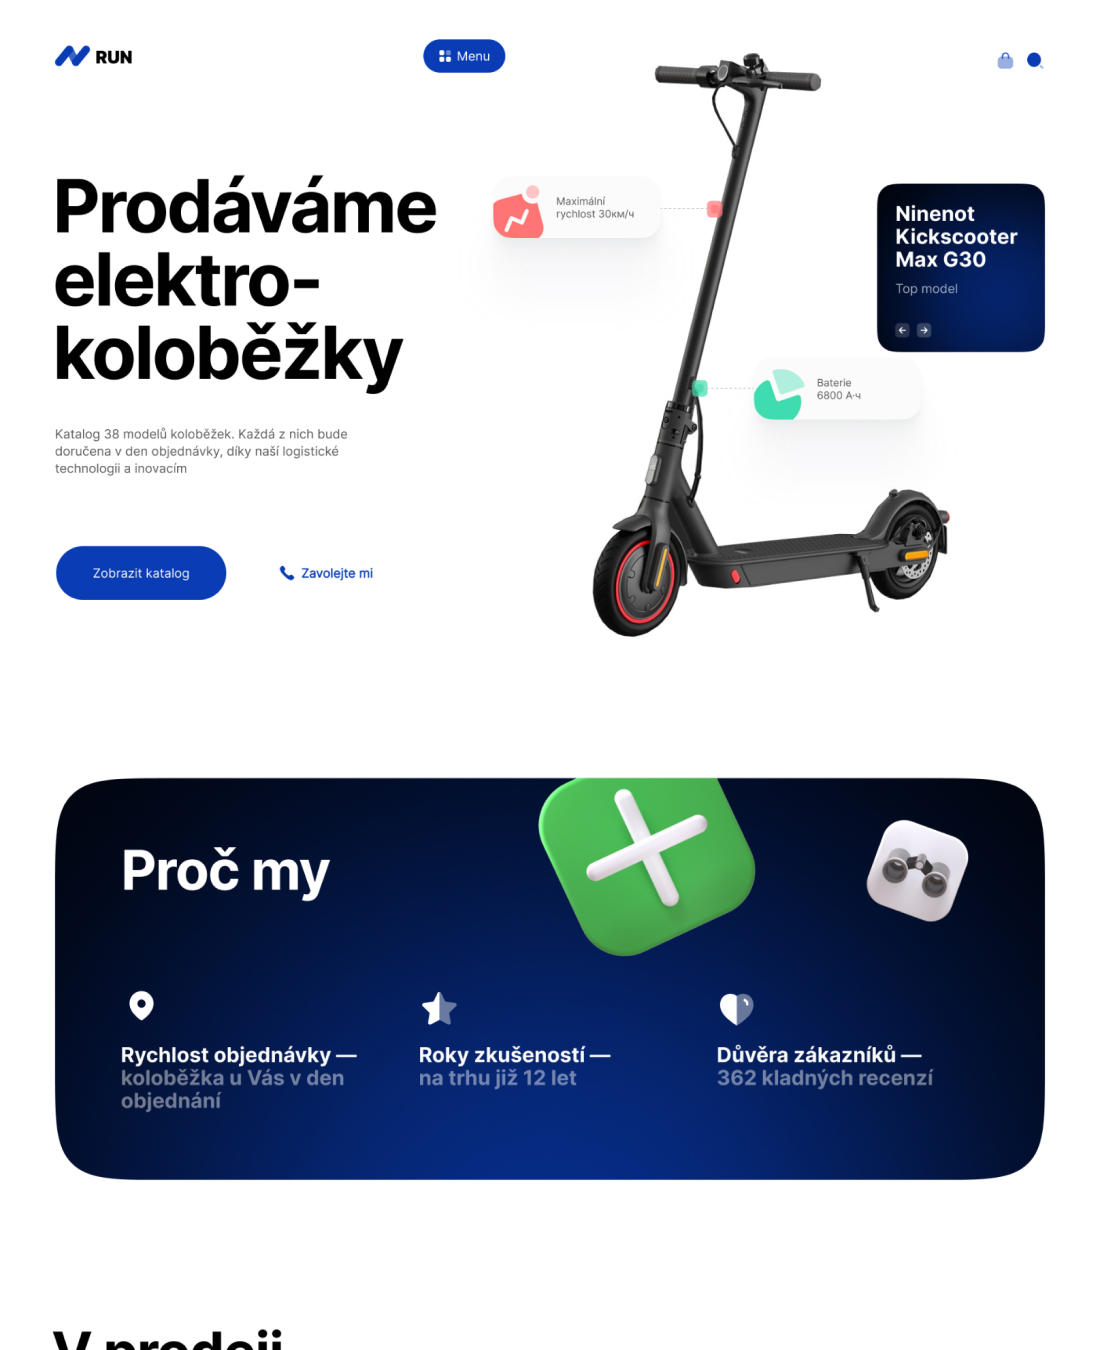 RUN
Menu
Prodáváme
elektro-
koloběžky
Maximální
rychlost 30км/ч
Ninenot
Kickscooter
Max G30
Top model
Baterie
6800 А·ч
Katalog 38 modelů koloběžek. Každá z nich bude
doručena v den objednávky, díky naší logistické
technologii a inovacím
Zobrazit katalog
Zavolejte mi
Proč my
Rychlost objednávky —
koloběžka u Vás v den
objednání
Roky zkušeností —
na trhu již 12 let
Důvěra zákazníků —
362 kladných recenzí
V prodeji